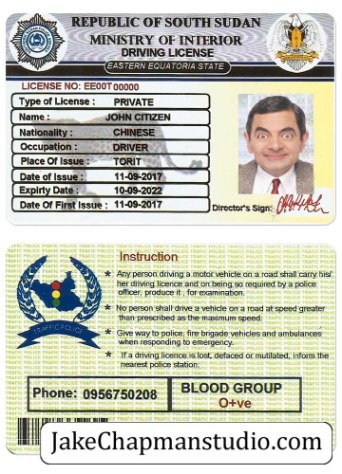 REPUBLIC OF SOUTH SUDAN
MINISTRY OF INTERIOR
DRIVING LICENSE
EASTERN EQUATORIA STATE
LICENSE NO: EE00T00000
Type of License : PRIVATE
Name : JOHN CITIZEN
Nationality : CHINESE
Occupation : DRIVER
Place Of Issue : TORIT
Date of Issue : 11-09-2017
Expirty Date : 10-09-2022
Date Of First Issue : 11-09-2017
Director's Sign:
Instruction
Any person driving a motor vehicle on a road shall carry his/
her driving licence and on being so required by a police
officer, produce it , for examination.
No person shall drive a vehicle on a road at speed greater
than prescribed as the maximum speed.
Give way to police, fire brigade vehicles and ambulances
when responding to emergency.
If a driving licence is lost, defaced or mutilated, inform the
nearest police station.
TRAFFIC POLICE
Phone: 0956750208
BLOOD GROUP
O+ve
JakeChapmanstudio.com